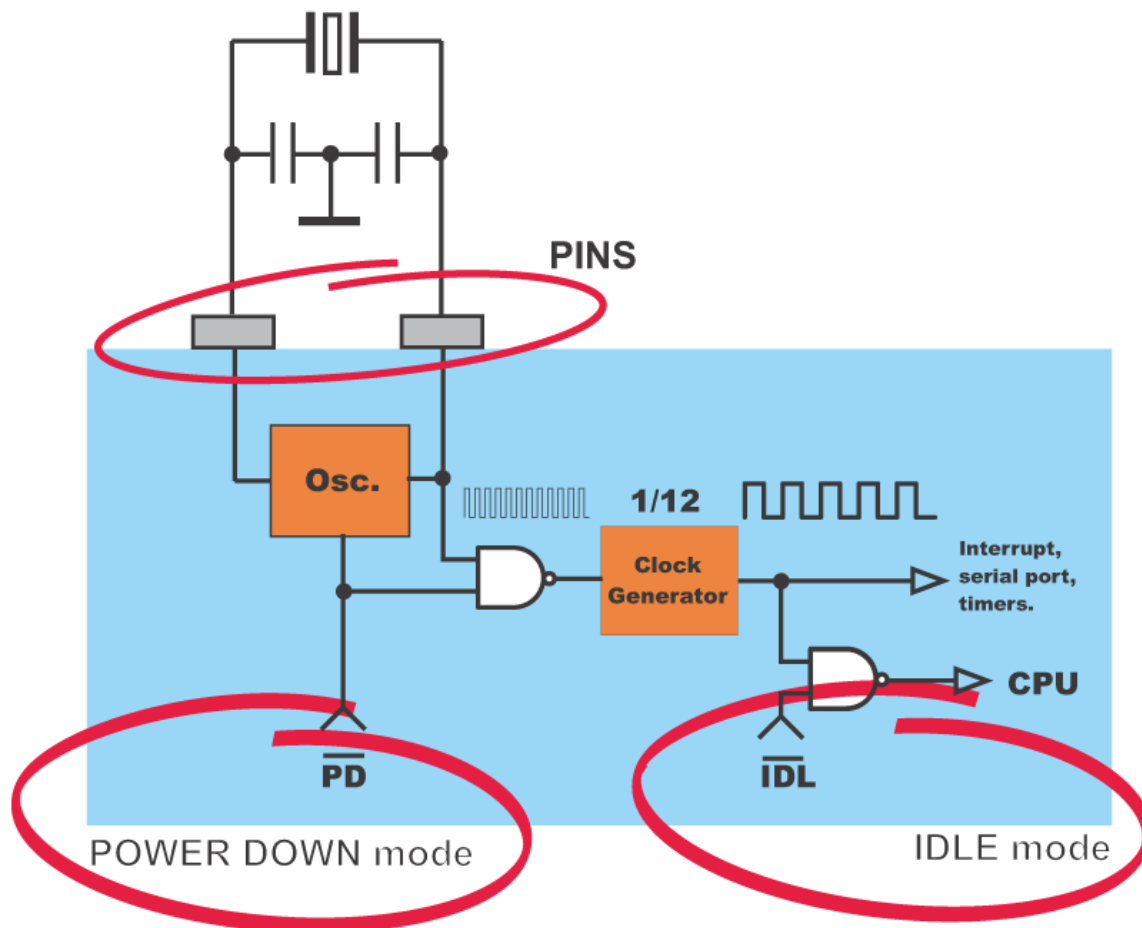 PINS
Osc.
1/12
Clock
Generator
Interrupt,
serial port,
timers.
CPU
PD
IDL
POWER DOWN mode
IDLE mode